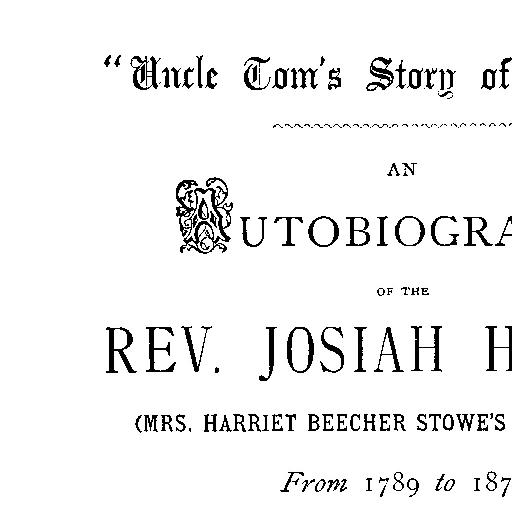 “Uncle Tom's Story of
AN
AUTOBIOGRA
OF THE
REV. JOSIAH H
(MRS. HARRIET BEECHER STOWE'S
From 1789 to 187